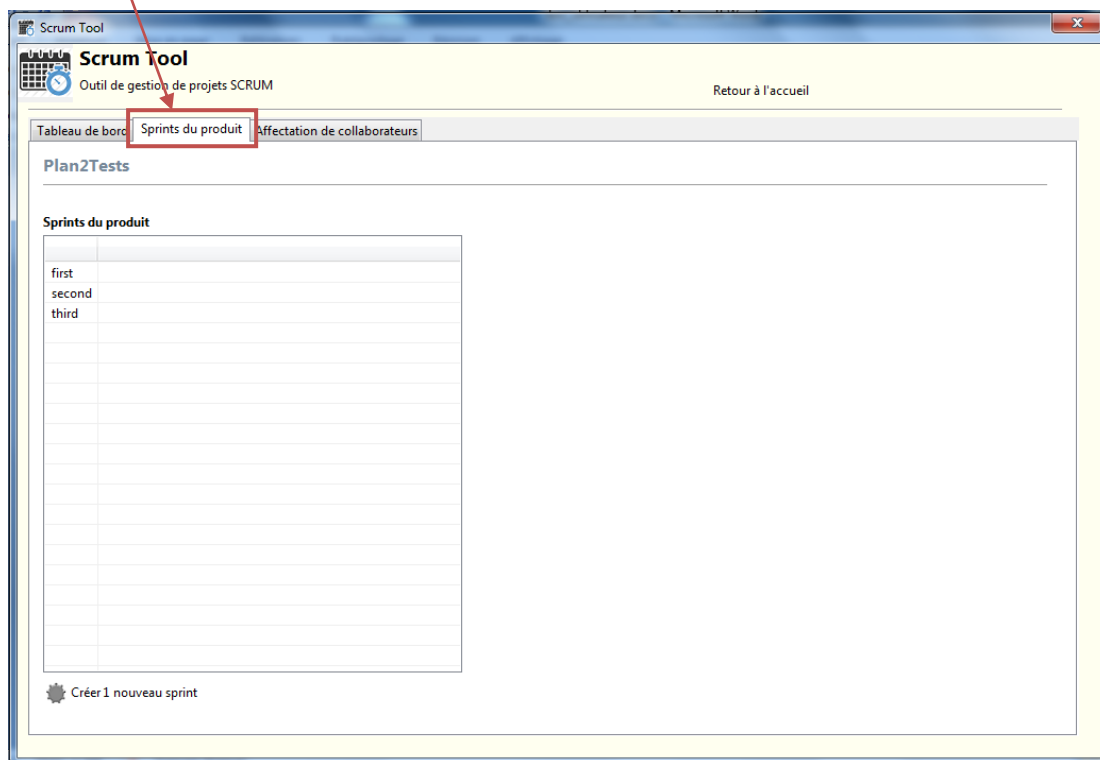 Scrum Tool
Scrum Tool
Outil de gestion de projets SCRUM
Retour à l'accueil
Tableau de bord Sprints du produit Affectation de collaborateurs
Plan2Tests
Sprints du produit
first
second
third
Créer 1 nouveau sprint